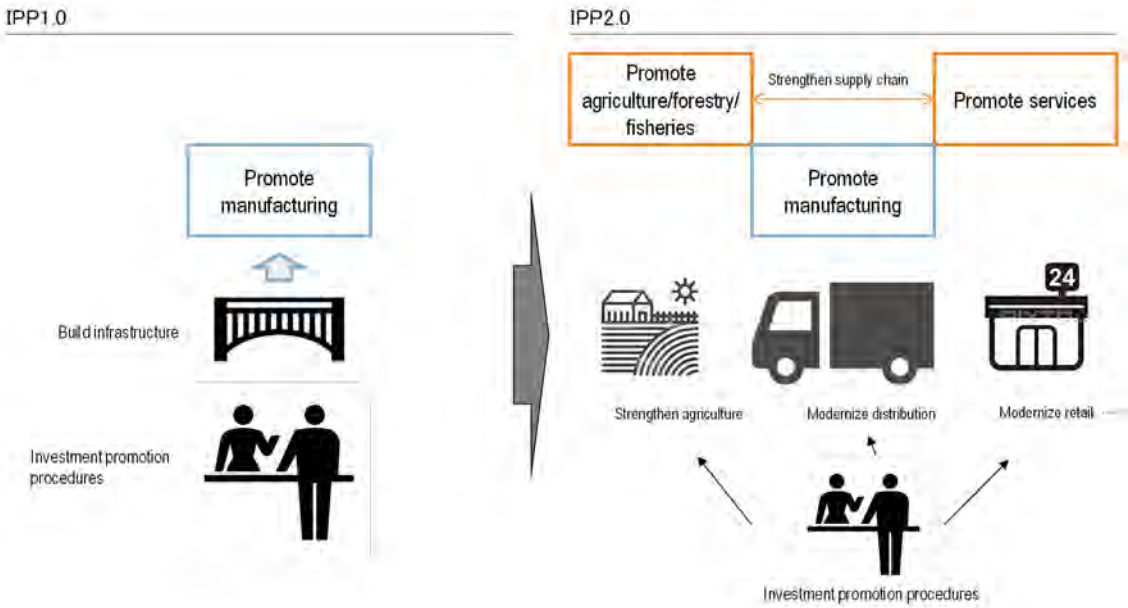 IPP1.0
Promote
manufacturing
Build infrastructure
Investment promotion
procedures
IPP2.0
Promote
agriculture/forestry/
fisheries
Strengthen supply chain
Promote services
Promote
manufacturing
24
Strengthen agriculture
Modernize distribution
Modernize retail
Investment promotion procedures